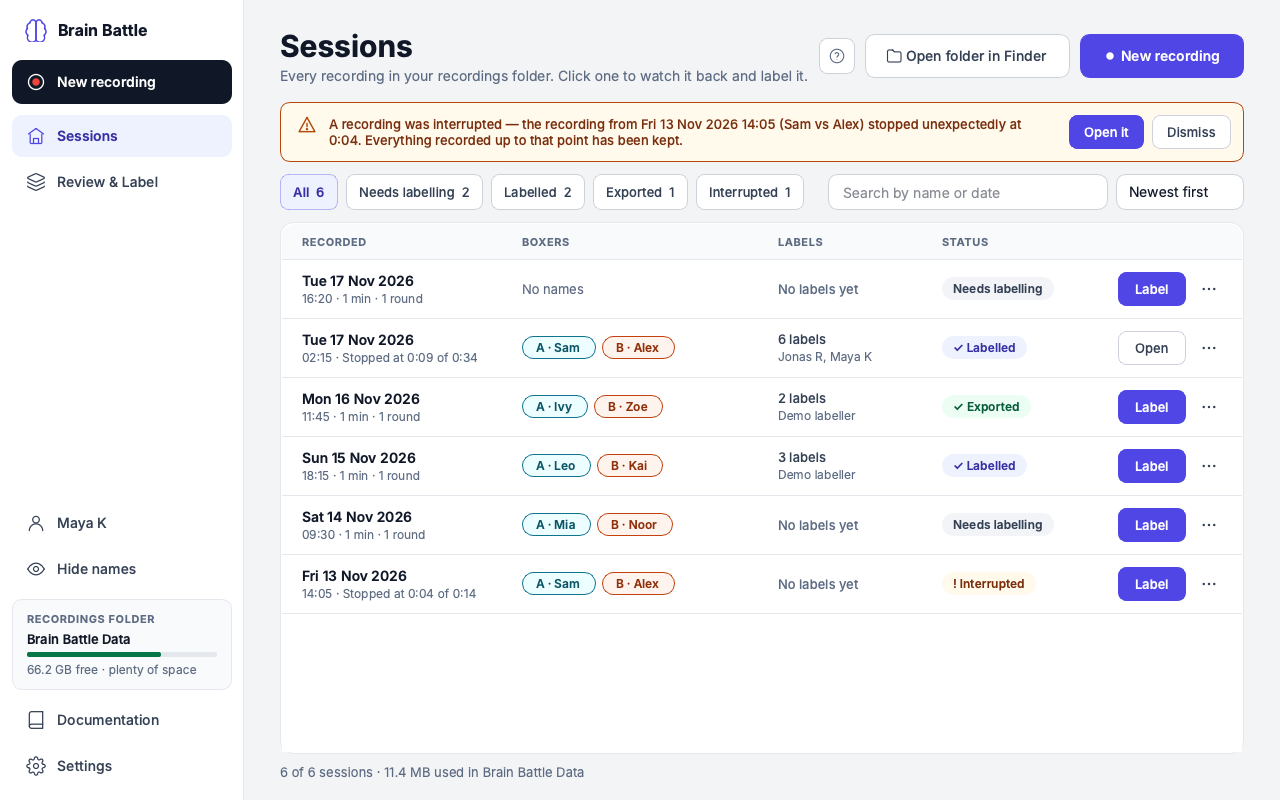 Brain Battle
New recording
Sessions
Review & Label
Maya K
Hide names
RECORDINGS FOLDER
Brain Battle Data
66.2 GB free · plenty of space
Documentation
Settings
Sessions
Every recording in your recordings folder. Click one to watch it back and label it.
Open folder in Finder
New recording
A recording was interrupted — the recording from Fri 13 Nov 2026 14:05 (Sam vs Alex) stopped unexpectedly at
0:04. Everything recorded up to that point has been kept.
Open it
Dismiss
All 6
Needs labelling 2
Labelled 2
Exported 1
Interrupted 1
Search by name or date
Newest first
RECORDED BOXERS LABELS STATUS
Tue 17 Nov 2026
16:20 · 1 min · 1 round
No names
No labels yet
Needs labelling
Label
Tue 17 Nov 2026
02:15 · Stopped at 0:09 of 0:34
A · Sam
B · Alex
6 labels
Jonas R, Maya K
✓ Labelled
Open
Mon 16 Nov 2026
11:45 · 1 min · 1 round
A · Ivy
B · Zoe
2 labels
Demo labeller
✓ Exported
Label
Sun 15 Nov 2026
18:15 · 1 min · 1 round
A · Leo
B · Kai
3 labels
Demo labeller
✓ Labelled
Label
Sat 14 Nov 2026
09:30 · 1 min · 1 round
A · Mia
B · Noor
No labels yet
Needs labelling
Label
Fri 13 Nov 2026
14:05 · Stopped at 0:04 of 0:14
A · Sam
B · Alex
No labels yet
! Interrupted
Label
6 of 6 sessions · 11.4 MB used in Brain Battle Data